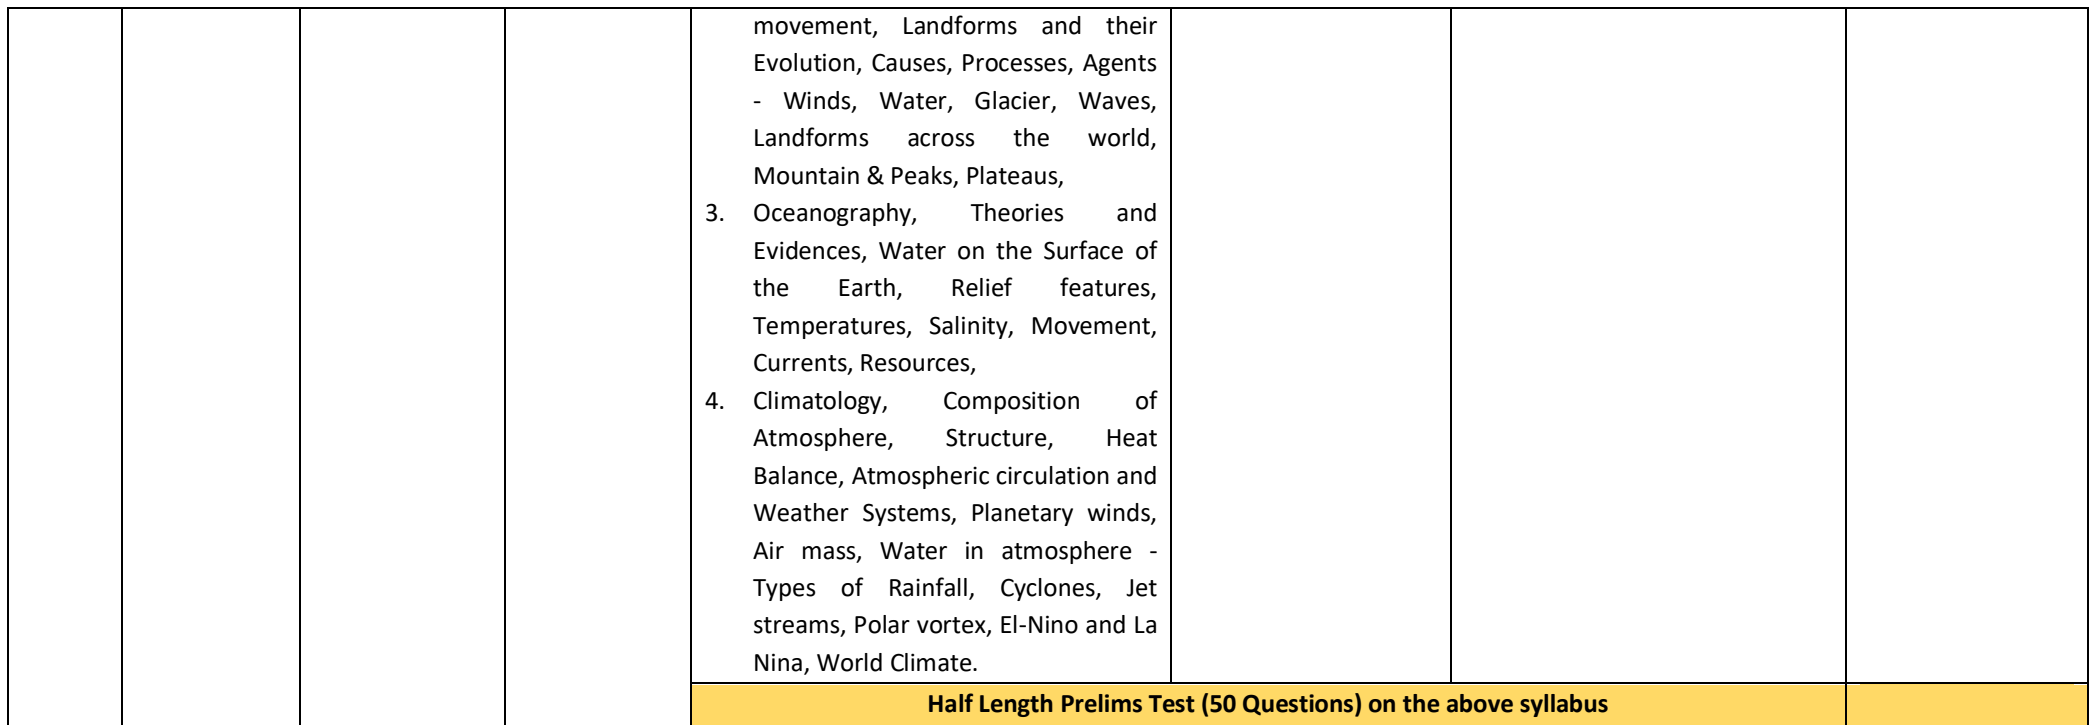 movement, Landforms and their
Evolution, Causes, Processes, Agents
- Winds, Water, Glacier, Waves,
Landforms across the world,
Mountain & Peaks, Plateaus,
3. Oceanography, Theories and
Evidences, Water on the Surface of
the Earth, Relief features,
Temperatures, Salinity, Movement,
Currents, Resources,
4. Climatology, Composition of
Atmosphere, Structure, Heat
Balance, Atmospheric circulation and
Weather Systems, Planetary winds,
Air mass, Water in atmosphere -
Types of Rainfall, Cyclones, Jet
streams, Polar vortex, El-Nino and La
Nina, World Climate.
Half Length Prelims Test (50 Questions) on the above syllabus